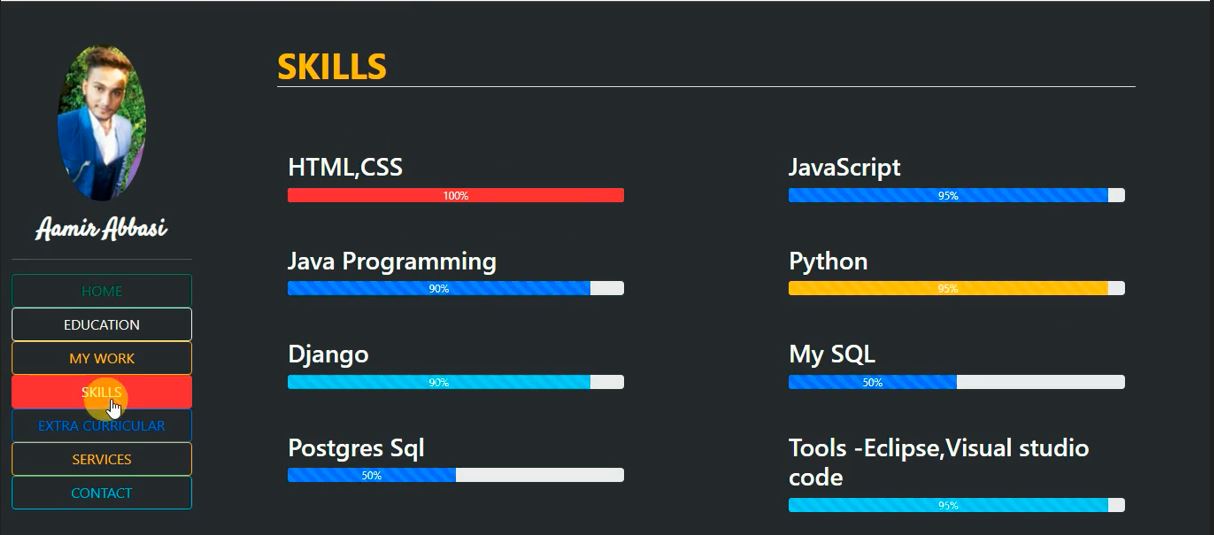 Aamir Abbasi
HOME
EDUCATION
MY WORK
SKILLS
EXTRA CURRICULAR
SERVICES
CONTACT
SKILLS
HTML,CSS
100%
JavaScript
95%
Java Programming
90%
Python
95%
Django
90%
My SQL
50%
Postgres Sql
50%
Tools -Eclipse,Visual studio
code
95%